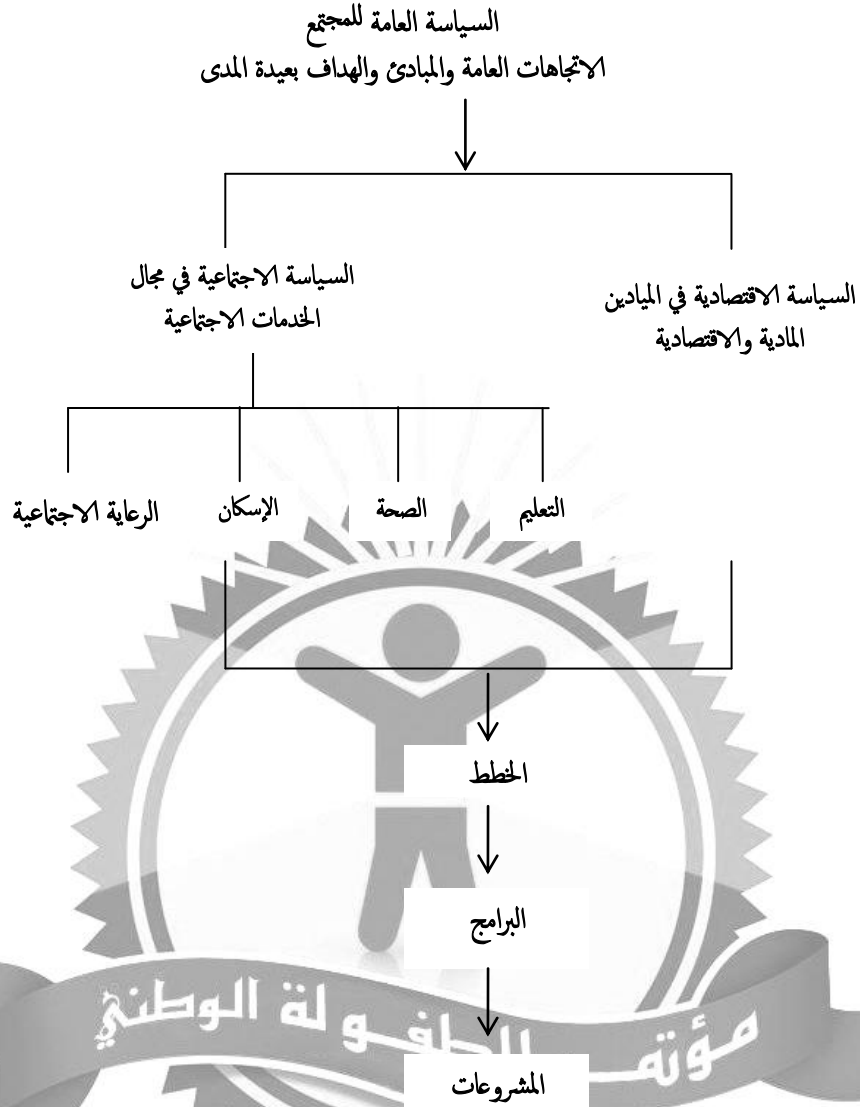 السياسة العامة للمجتمع
الاتجاهات العامة والمبادئ والهداف بعيدة المدى
السياسة الاقتصادية في الميادين
المادية والاقتصادية
السياسة الاجتماعية في مجال
الخدمات الاجتماعية
التعليم
الصحة
الإسكان
الرعاية الاجتماعية
الخطط
البرامج
مؤتمر الطفولة الوطني
المشروعات